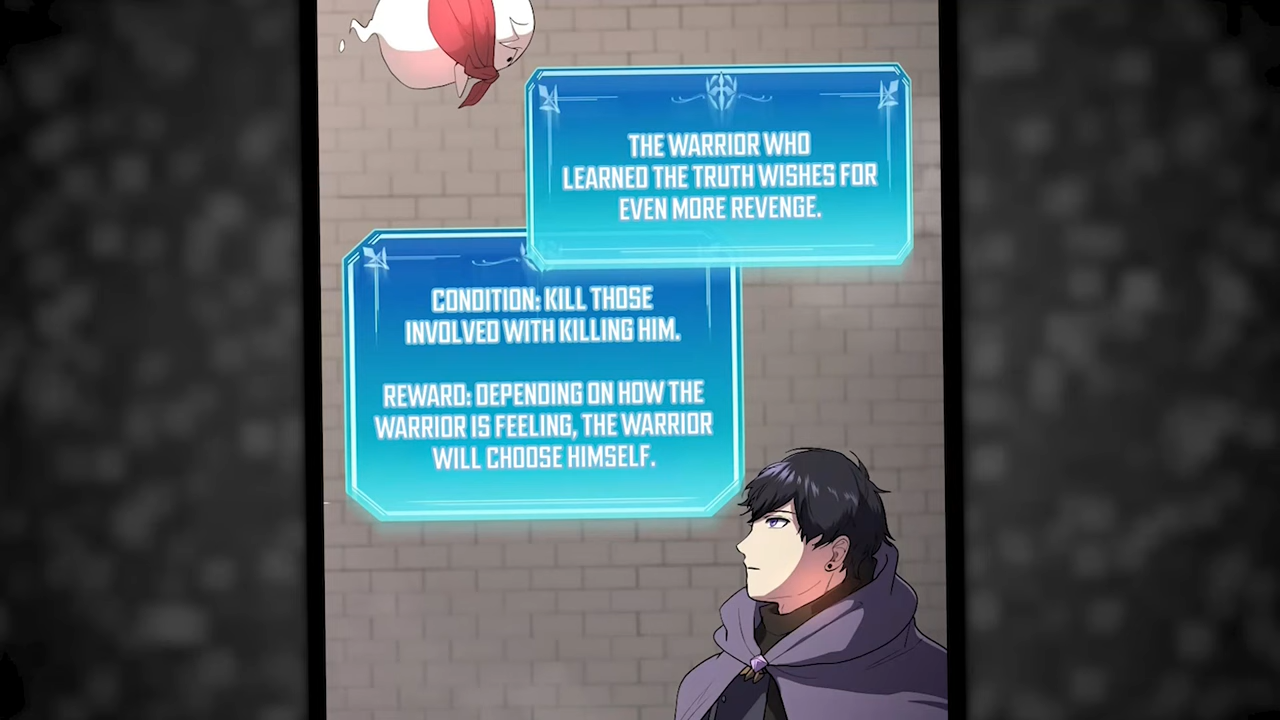 THE WARRIOR WHO
LEARNED THE TRUTH WISHES FOR
EVEN MORE REVENGE.
CONDITION: KILL THOSE
INVOLVED WITH KILLING HIM.
REWARD: DEPENDING ON HOW THE
WARRIOR IS FEELING, THE WARRIOR
WILL CHOOSE HIMSELF.